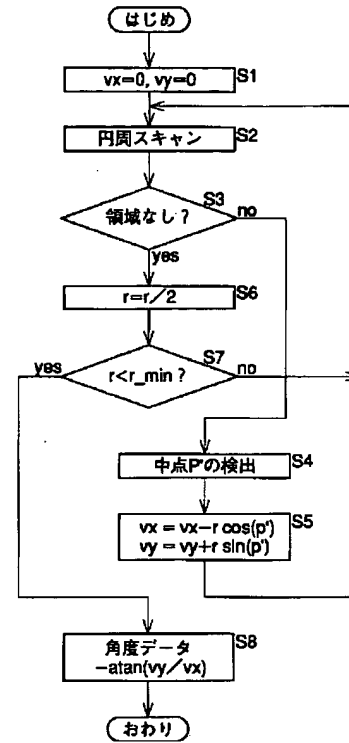 はじめ
vx=0, vy=0 S1
円周スキャン S2
領域なし? S3
no
yes
r=r/2 S6
yes
r<r_min? S7
no
中点P'の検出 S4
vx = vx-r cos(p') S5
vy = vy+r sin(p')
角度データ S8
-atan(vy/vx)
おわり